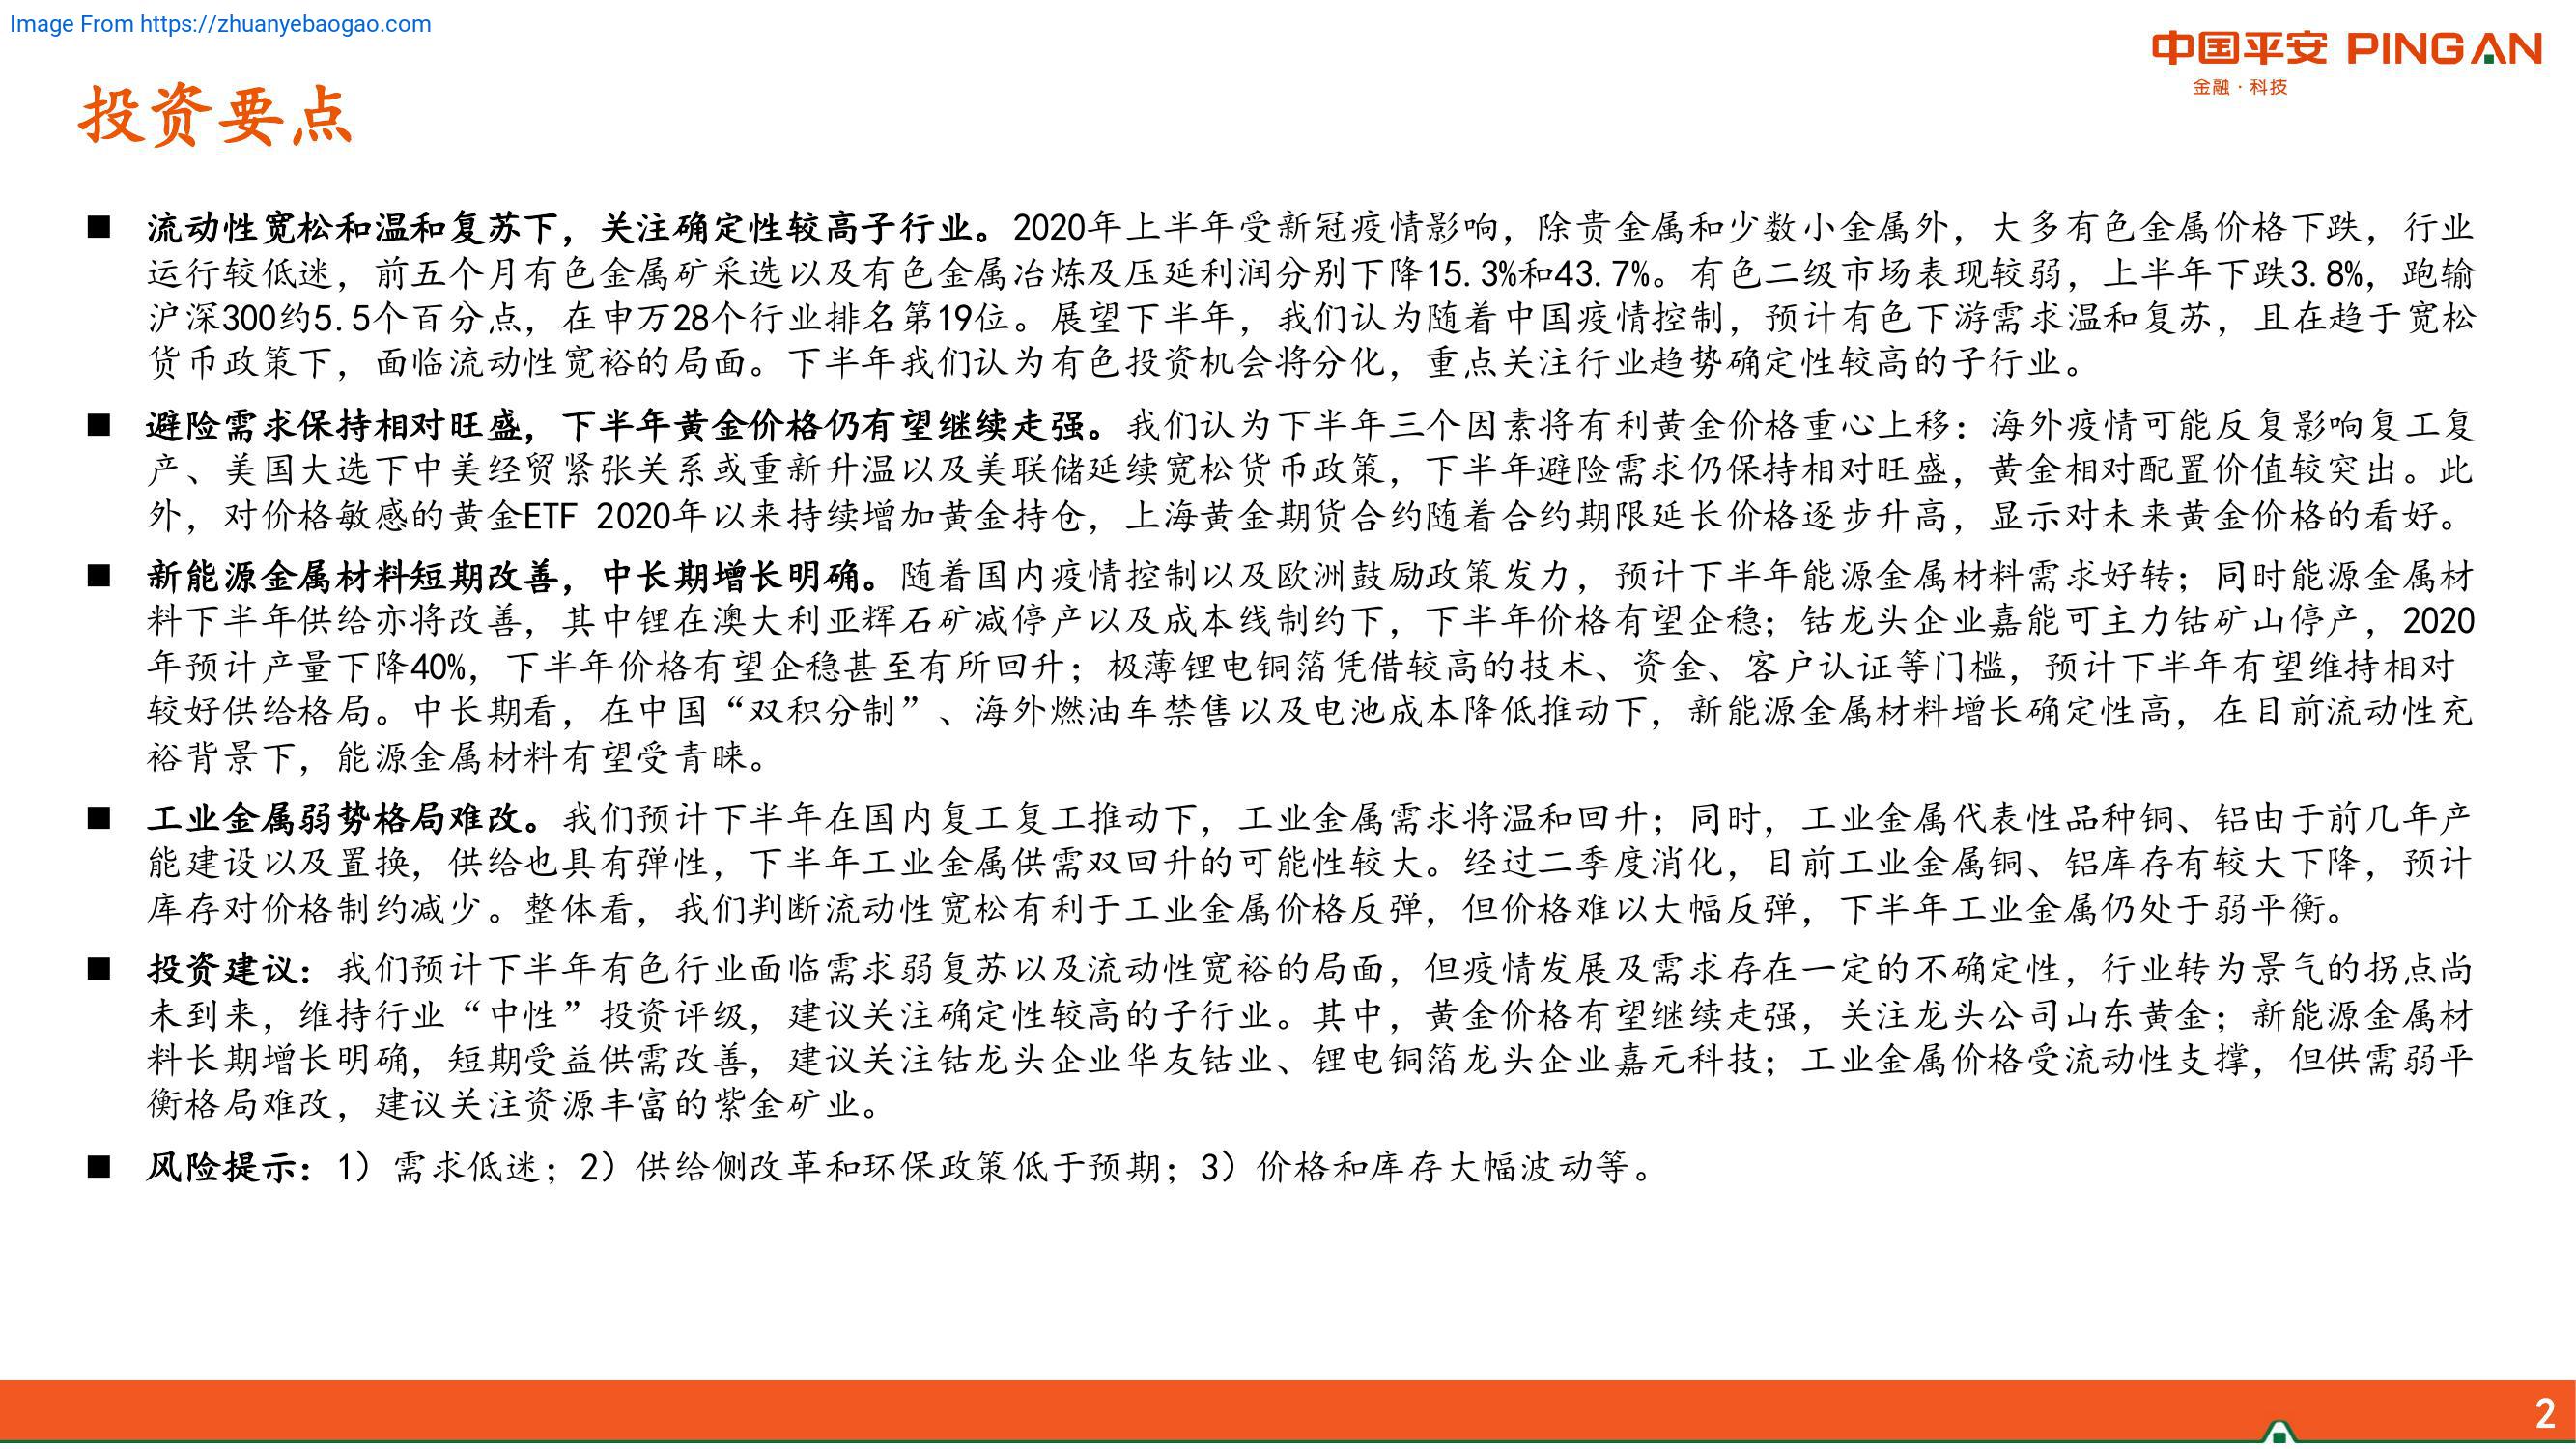 Image From https://zhuanyebaogao.com
中国平安 PINGAN
金融·科技
投资要点
■ 流动性宽松和温和复苏下，关注确定性较高子行业。2020年上半年受新冠疫情影响，除贵金属和少数小金属外，大多有色金属价格下跌，行业
运行较低迷，前五个月有色金属矿采选以及有色金属冶炼及压延利润分别下降15.3%和43.7%。有色二级市场表现较弱，上半年下跌3.8%，跑输
沪深300约5.5个百分点，在申万28个行业排名第19位。展望下半年，我们认为随着中国疫情控制，预计有色下游需求温和复苏，且在趋于宽松
货币政策下，面临流动性宽裕的局面。下半年我们认为有色投资机会将分化，重点关注行业趋势确定性较高的子行业。
■ 避险需求保持相对旺盛，下半年黄金价格仍有望继续走强。我们认为下半年三个因素将有利黄金价格重心上移：海外疫情可能反复影响复工复
产、美国大选下中美经贸紧张关系或重新升温以及美联储延续宽松货币政策，下半年避险需求仍保持相对旺盛，黄金相对配置价值较突出。此
外，对价格敏感的黄金ETF 2020年以来持续增加黄金持仓，上海黄金期货合约随着合约期限延长价格逐步升高，显示对未来黄金价格的看好。
■ 新能源金属材料短期改善，中长期增长明确。随着国内疫情控制以及欧洲鼓励政策发力，预计下半年能源金属材料需求好转；同时能源金属材
料下半年供给亦将改善，其中锂在澳大利亚辉石矿减停产以及成本线制约下，下半年价格有望企稳；钴龙头企业嘉能可主力钴矿山停产，2020
年预计产量下降40%，下半年价格有望企稳甚至有所回升；极薄锂电铜箔凭借较高的技术、资金、客户认证等门槛，预计下半年有望维持相对
较好供给格局。中长期看，在中国“双积分制”、海外燃油车禁售以及电池成本降低推动下，新能源金属材料增长确定性高，在目前流动性充
裕背景下，能源金属材料有望受青睐。
■ 工业金属弱势格局难改。我们预计下半年在国内复工复工推动下，工业金属需求将温和回升；同时，工业金属代表性品种铜、铝由于前几年产
能建设以及置换，供给也具有弹性，下半年工业金属供需双回升的可能性较大。经过二季度消化，目前工业金属铜、铝库存有较大下降，预计
库存对价格制约减少。整体看，我们判断流动性宽松有利于工业金属价格反弹，但价格难以大幅反弹，下半年工业金属仍处于弱平衡。
■ 投资建议：我们预计下半年有色行业面临需求弱复苏以及流动性宽裕的局面，但疫情发展及需求存在一定的不确定性，行业转为景气的拐点尚
未到来，维持行业“中性”投资评级，建议关注确定性较高的子行业。其中，黄金价格有望继续走强，关注龙头公司山东黄金；新能源金属材
料长期增长明确，短期受益供需改善，建议关注钴龙头企业华友钴业、锂电铜箔龙头企业嘉元科技；工业金属价格受流动性支撑，但供需弱平
衡格局难改，建议关注资源丰富的紫金矿业。
■ 风险提示：1）需求低迷；2）供给侧改革和环保政策低于预期；3）价格和库存大幅波动等。
2